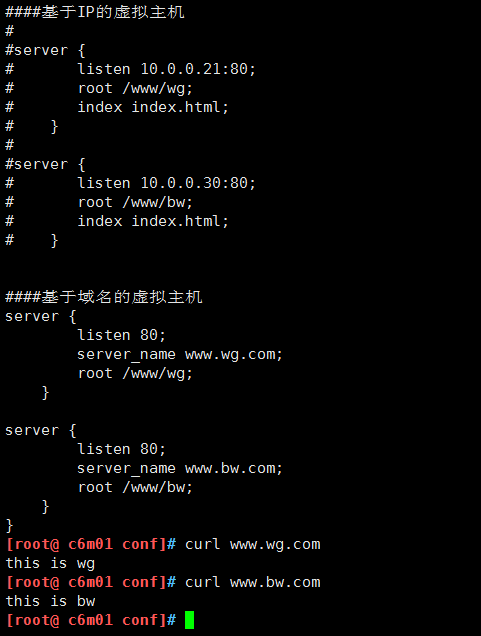 ####基于IP的虚拟主机
#
#server {
#       listen 10.0.0.21:80;
#       root /www/wg;
#       index index.html;
#    }
#
#server {
#       listen 10.0.0.30:80;
#       root /www/bw;
#       index index.html;
#    }
####基于域名的虚拟主机
server {
        listen 80;
        server_name www.wg.com;
        root /www/wg;
    }
server {
        listen 80;
        server_name www.bw.com;
        root /www/bw;
    }
}
[root@ c6m01 conf]# curl www.wg.com
this is wg
[root@ c6m01 conf]# curl www.bw.com
this is bw
[root@ c6m01 conf]#